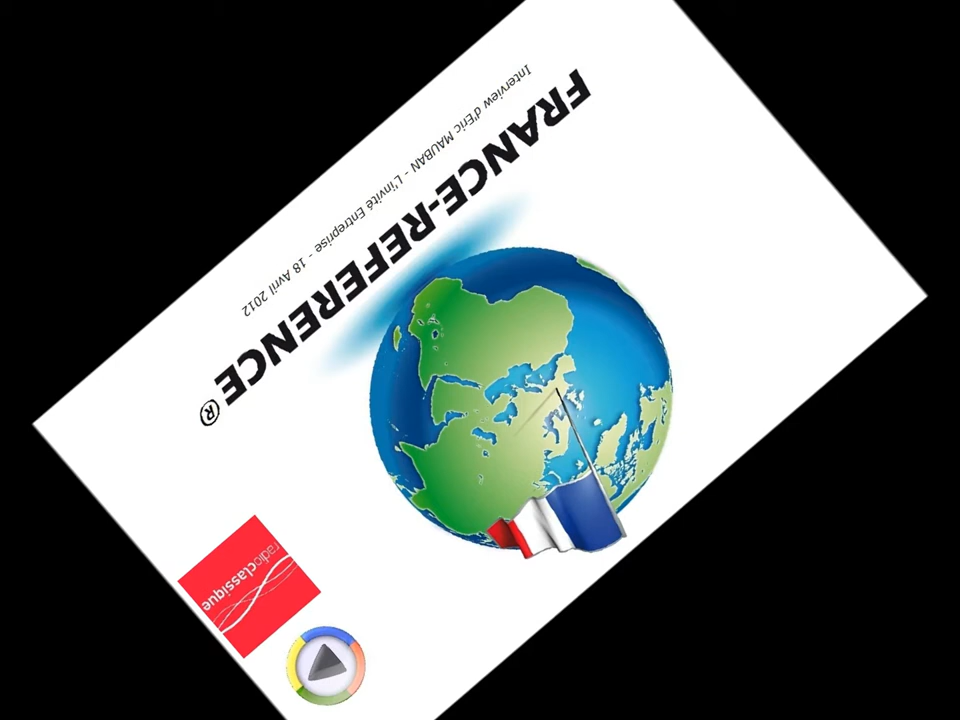 radioclassique
FRANCE-REFERENCE ®
Interview d'Eric MAUBAN - L'invité Entreprise - 18 Avril 2012